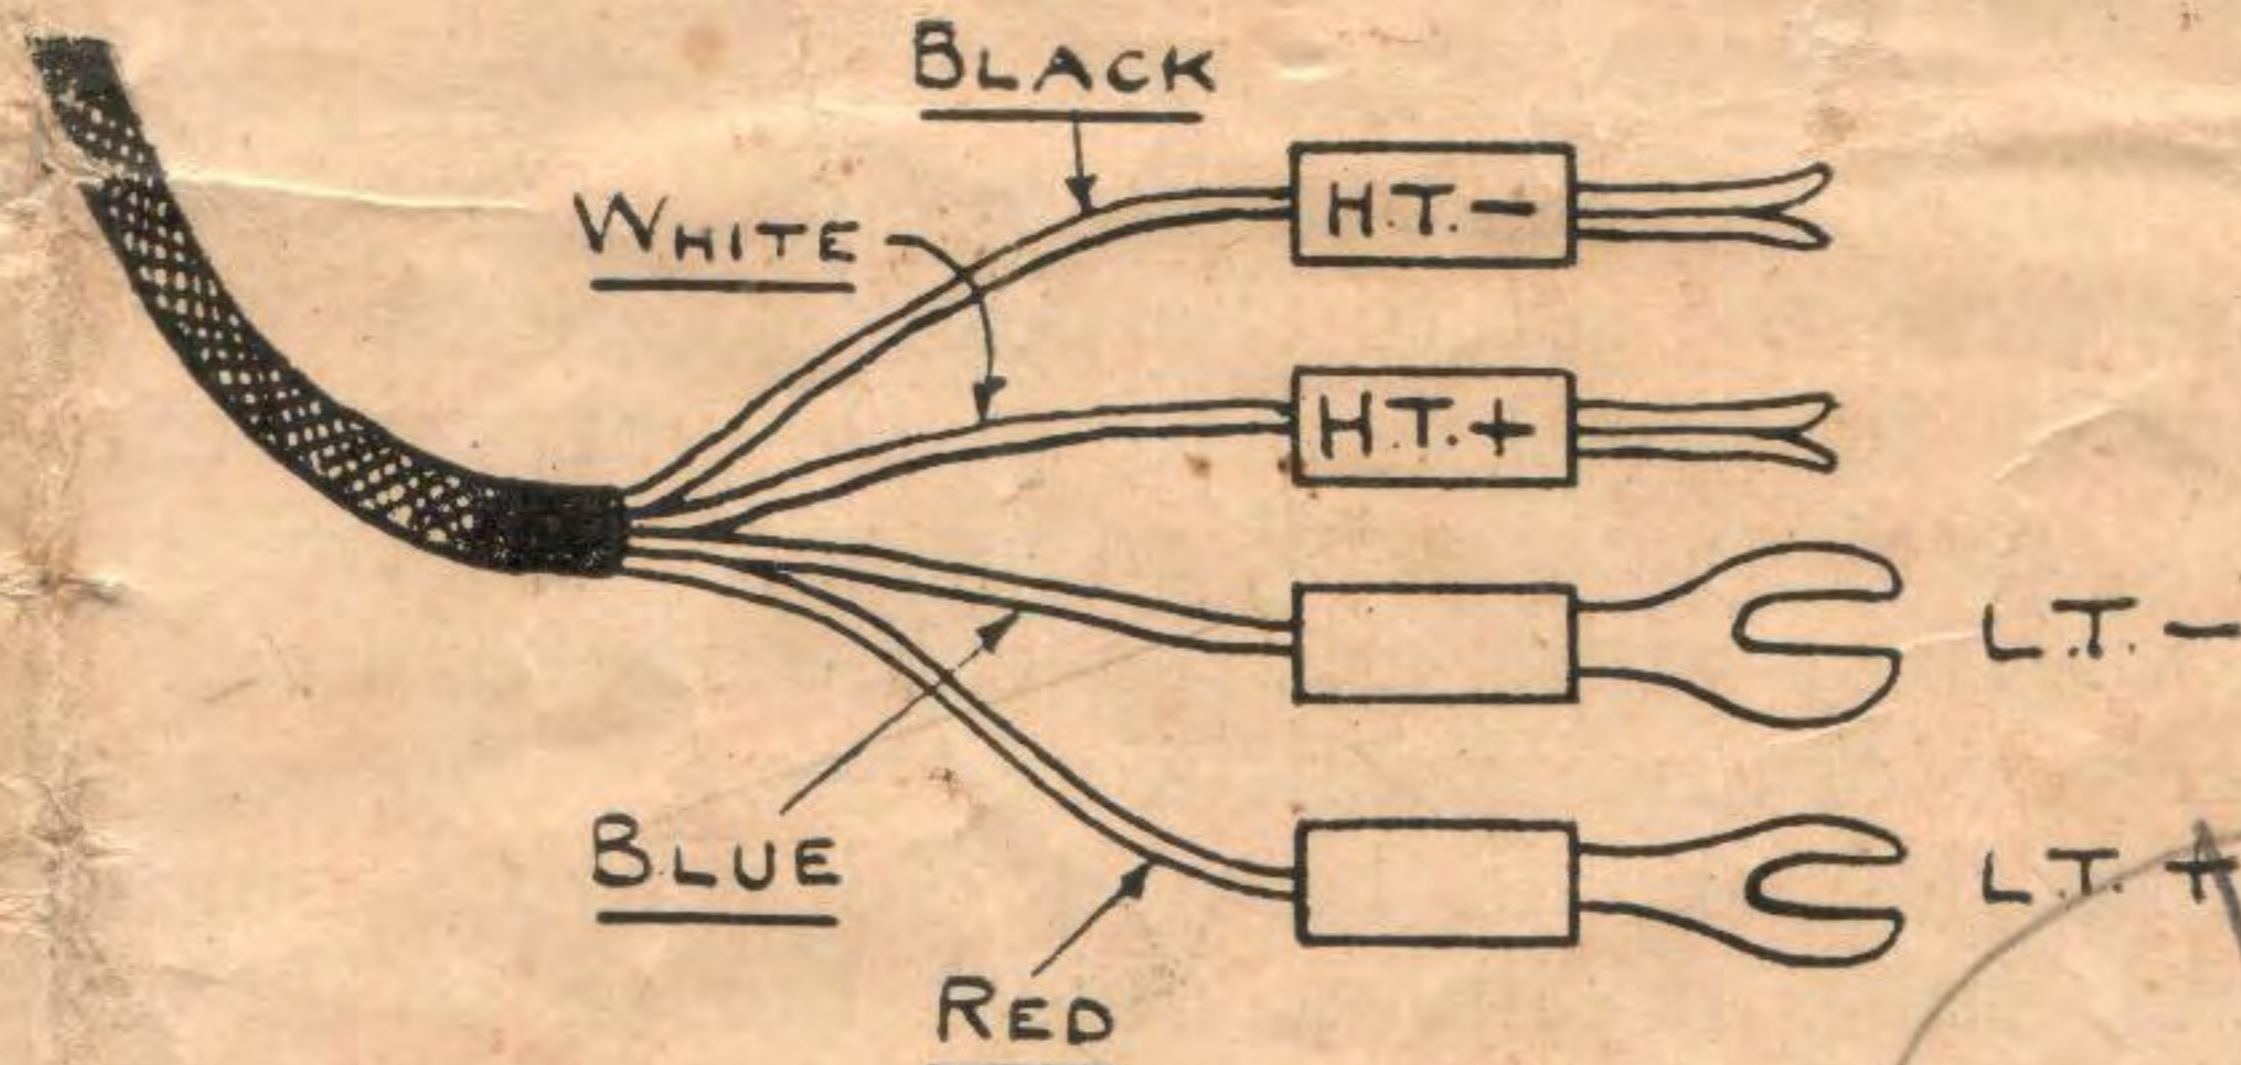 BLACK
H.T. −
WHITE
H.T. +
L.T. −
BLUE
L.T. +
RED